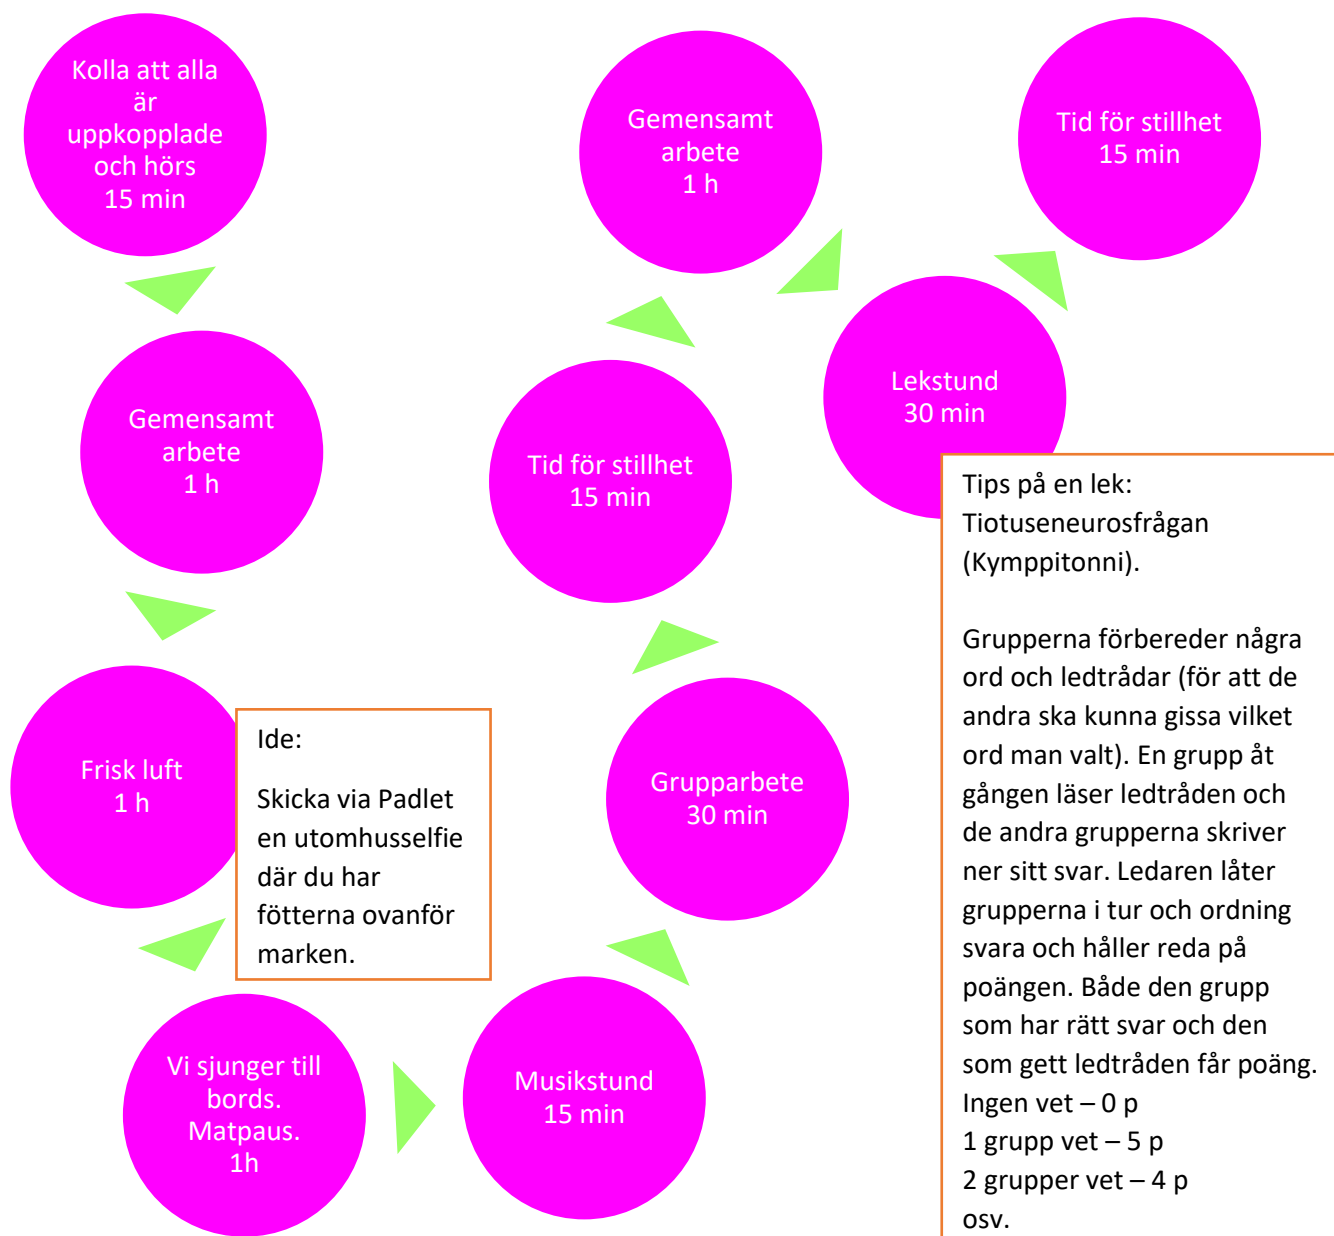 Kolla att alla
är
uppkopplade
och hörs
15 min
Gemensamt
arbete
1 h
Frisk luft
1 h
Ide:
Skicka via Padlet
en utomhusselfie
där du har
fötterna ovanför
marken.
Vi sjunger till
bords.
Matpaus.
1h
Musikstund
15 min
Grupparbete
30 min
Tid för stillhet
15 min
Gemensamt
arbete
1 h
Lekstund
30 min
Tips på en lek:
Tiotuseneurosfrågan
(Kymppitonni).
Grupperna förbereder några
ord och ledtrådar (för att de
andra ska kunna gissa vilket
ord man valt). En grupp åt
gången läser ledtråden och
de andra grupperna skriver
ner sitt svar. Ledaren låter
grupperna i tur och ordning
svara och håller reda på
poängen. Både den grupp
som har rätt svar och den
som gett ledtråden får poäng.
Ingen vet – 0 p
1 grupp vet – 5 p
2 grupper vet – 4 p
osv.
Tid för stillhet
15 min